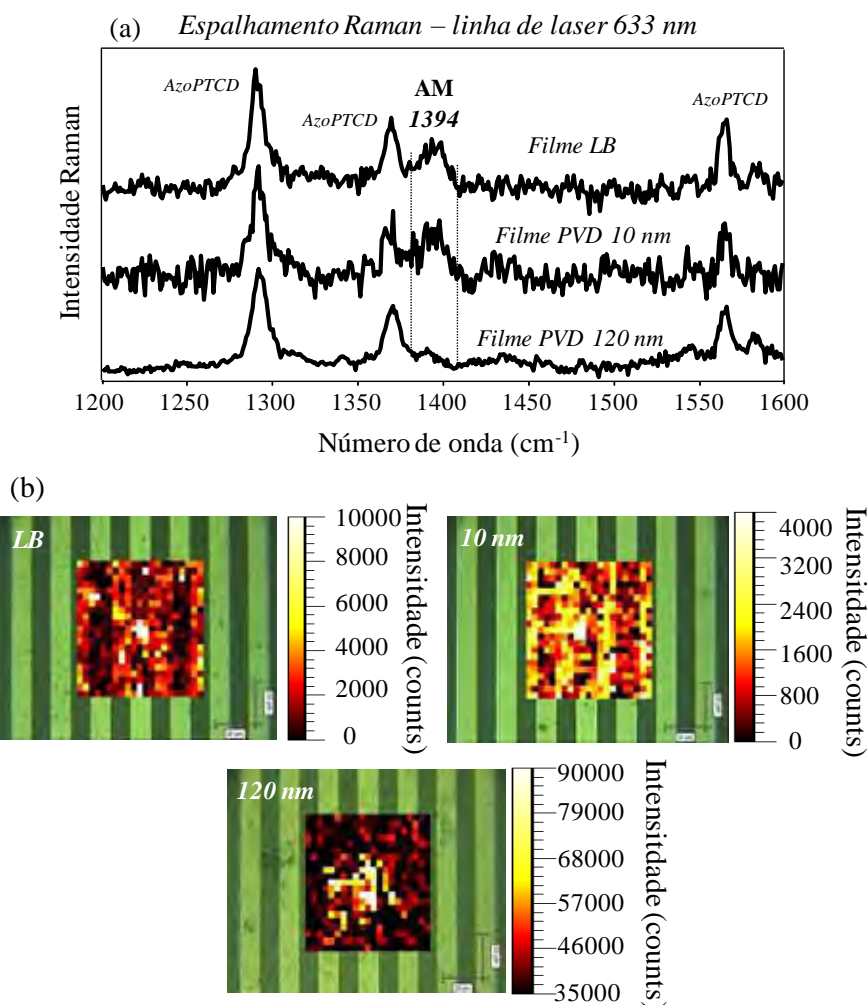 (a) Espalhamento Raman – linha de laser 633 nm
AzoPTCD
AzoPTCD
AM
1394
AzoPTCD
Filme LB
Filme PVD 10 nm
Filme PVD 120 nm
Intensidade Raman
1200 1250 1300 1350 1400 1450 1500 1550 1600
Número de onda (cm-1)
(b)
LB
10000
8000
6000
4000
2000
0
Intensitdade (counts)
10 nm
4000
3200
2400
1600
800
0
Intensitdade (counts)
120 nm
90000
79000
68000
57000
46000
35000
Intensitdade (counts)